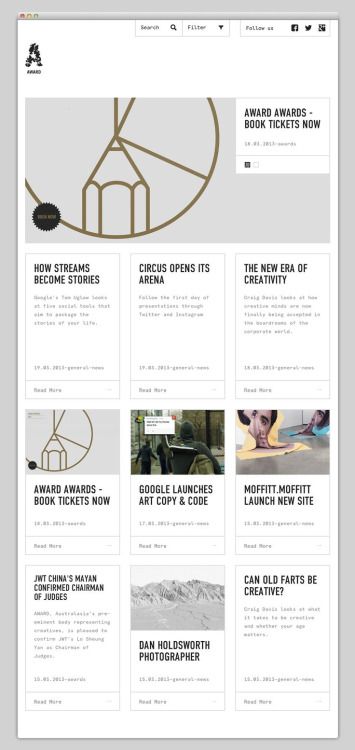 Search
Filter
Follow us
AWARD
BOOK NOW
AWARD AWARDS -
BOOK TICKETS NOW
18.03.2013-awards
HOW STREAMS
BECOME STORIES
Google's Tom Uglow looks
at five social tools that
aim to package the
stories of your life.
19.03.2013-general-news
Read More
CIRCUS OPENS ITS
ARENA
Follow the first day of
presentations through
Twitter and Instagram
19.03.2013-general-news
Read More
THE NEW ERA OF
CREATIVITY
Craig Davis looks at how
creative minds are now
finally being accepted in
the boardrooms of the
corporate world.
18.03.2013-general-news
Read More
AWARD AWARDS -
BOOK TICKETS NOW
18.03.2013-awards
Read More
GOOGLE LAUNCHES
ART COPY & CODE
17.03.2013-general-news
Read More
MOFFITT.MOFFITT
LAUNCH NEW SITE
15.03.2013-general-news
Read More
JWT CHINA'S MAYAN
CONFIRMED CHAIRMAN
OF JUDGES
AWARD, Australasia's pre-
eminent body representing
creatives, is pleased to
confirm JWT's Lo Sheung
Yan as Chairman of
Judges.
15.03.2013-general-news
Read More
DAN HOLDSWORTH
PHOTOGRAPHER
15.03.2013-general-news
Read More
CAN OLD FARTS BE
CREATIVE?
Craig Davis looks at what
it takes to be creative
and whether your age
matters.
15.03.2013-general-news
Read More